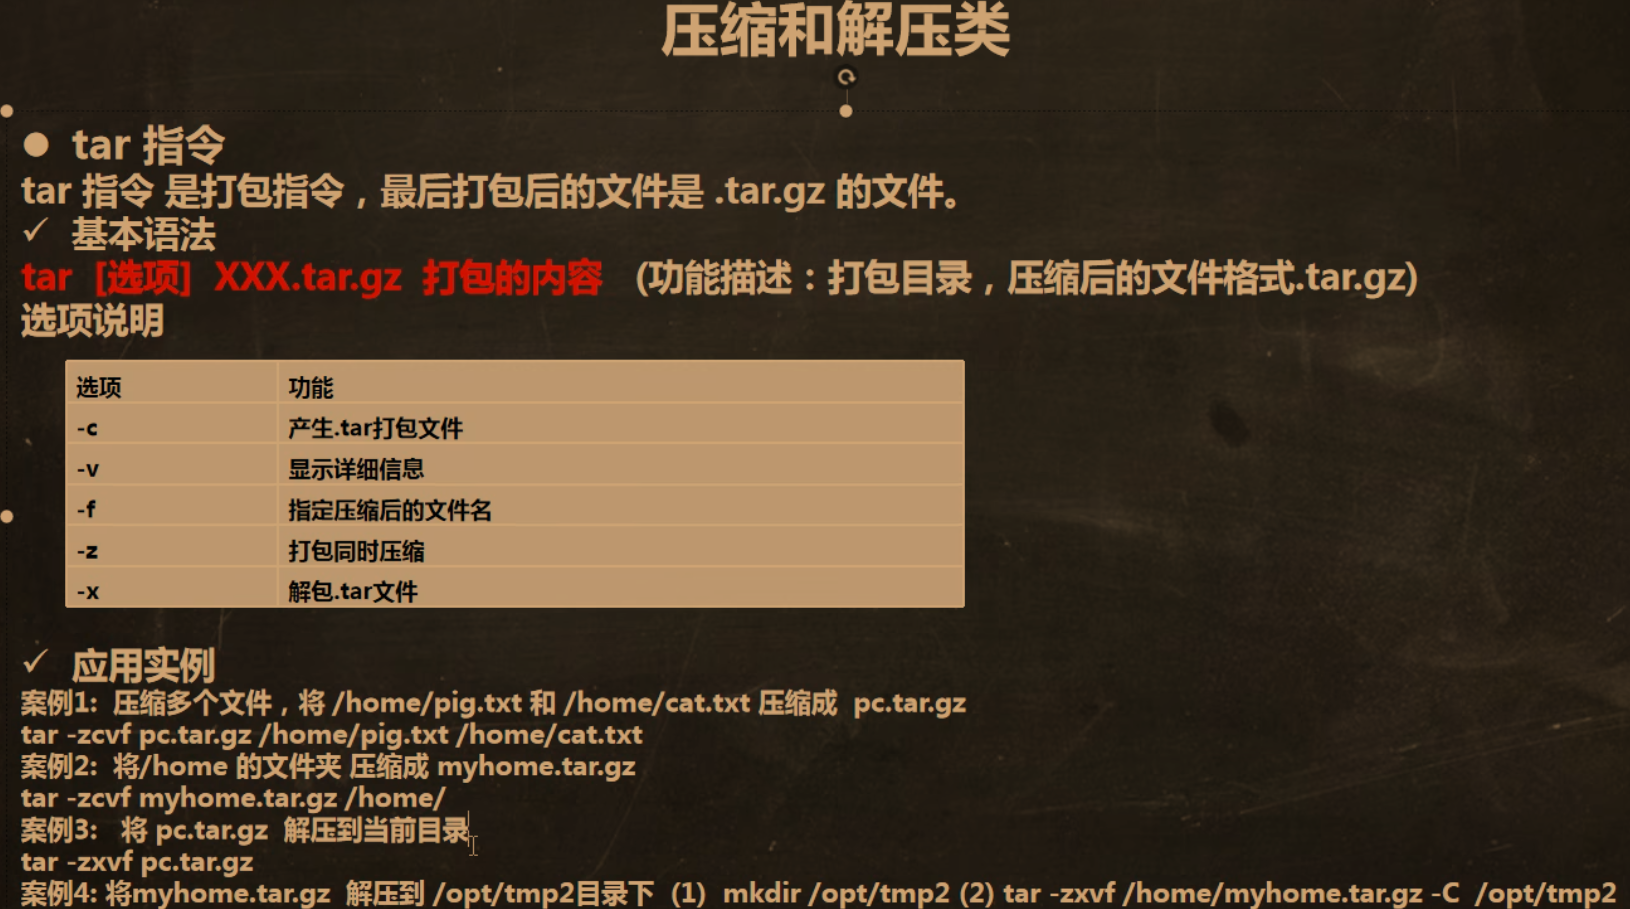 压缩和解压类
● tar 指令
tar 指令 是打包指令，最后打包后的文件是 .tar.gz 的文件。
✓ 基本语法
tar [选项] XXX.tar.gz 打包的内容 (功能描述：打包目录，压缩后的文件格式.tar.gz)
选项说明
选项 功能
-c 产生.tar打包文件
-v 显示详细信息
-f 指定压缩后的文件名
-z 打包同时压缩
-x 解包.tar文件
✓ 应用实例
案例1: 压缩多个文件，将 /home/pig.txt 和 /home/cat.txt 压缩成 pc.tar.gz
tar -zcvf pc.tar.gz /home/pig.txt /home/cat.txt
案例2: 将/home 的文件夹 压缩成 myhome.tar.gz
tar -zcvf myhome.tar.gz /home/
案例3: 将 pc.tar.gz 解压到当前目录
tar -zxvf pc.tar.gz
案例4: 将myhome.tar.gz 解压到 /opt/tmp2目录下 (1) mkdir /opt/tmp2 (2) tar -zxvf /home/myhome.tar.gz -C /opt/tmp2